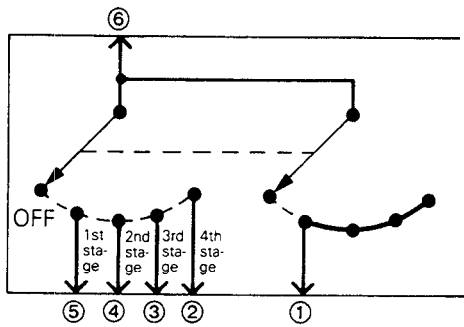 ⑥
OFF
1st
sta-
ge
2nd
sta-
ge
3rd
sta-
ge
4th
stage
⑤
④
③
②
①